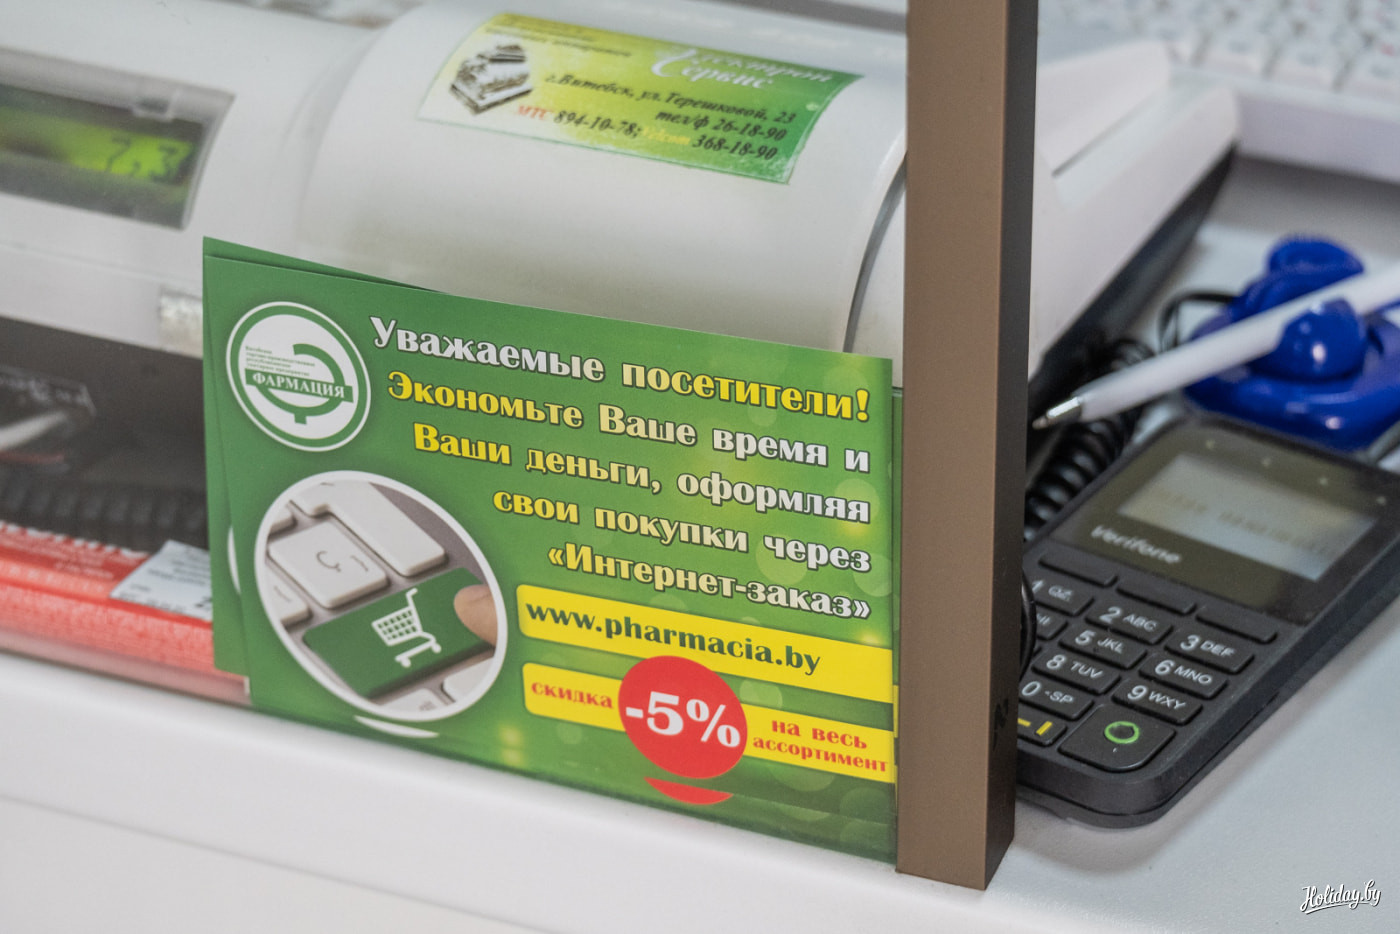 Сервис
г.Витебск, ул.Терешковой, 23
тел/ф 26-18-90
МТС 894-10-78; Velcom 368-18-90
7,3
ФАРМАЦИЯ
Уважаемые посетители!
Экономьте Ваше время и
Ваши деньги, оформляя
свои покупки через
«Интернет-заказ»
www.pharmacia.by
скидка -5% на весь
ассортимент
Verifone
1 QZ.
2 ABC
3 DEF
5 JKL
6 MNO
8 TUV
9 WXY
0 -SP
Holiday.by